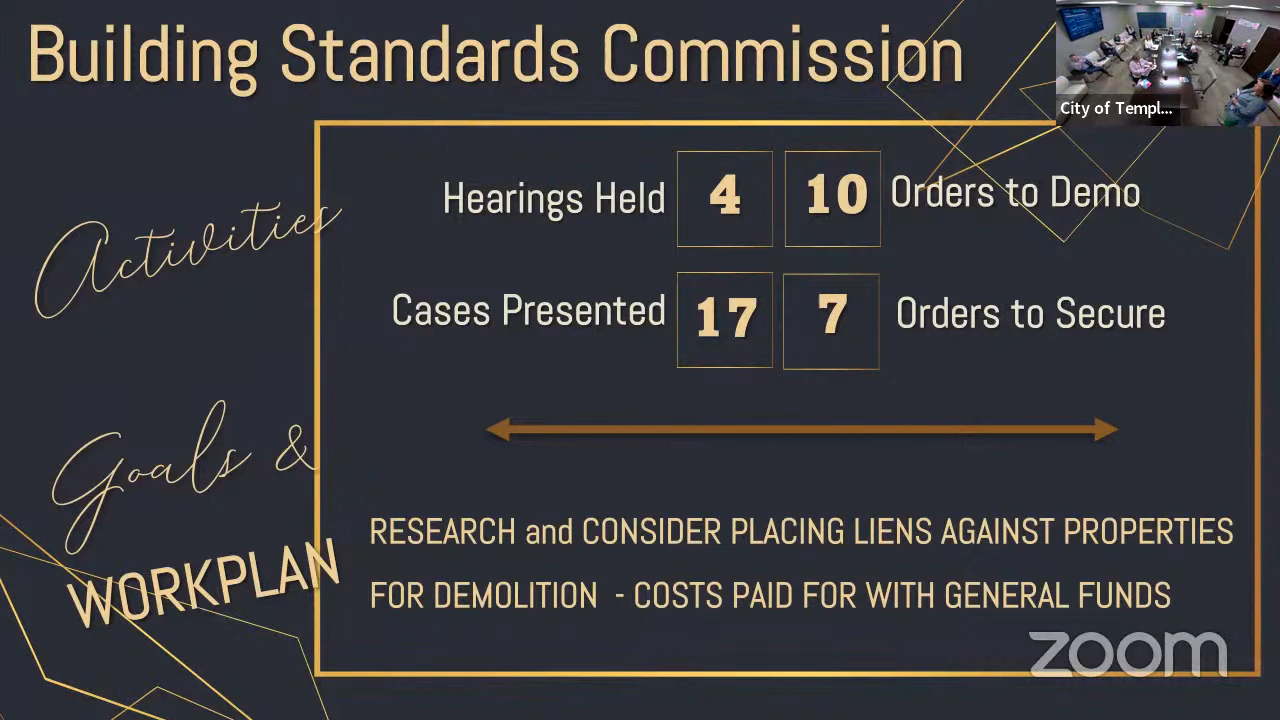 Building Standards Commission
City of Templ...
Activities
Hearings Held 4 10 Orders to Demo
Cases Presented 17 7 Orders to Secure
Goals &
WORKPLAN
RESEARCH and CONSIDER PLACING LIENS AGAINST PROPERTIES
FOR DEMOLITION - COSTS PAID FOR WITH GENERAL FUNDS
zoom